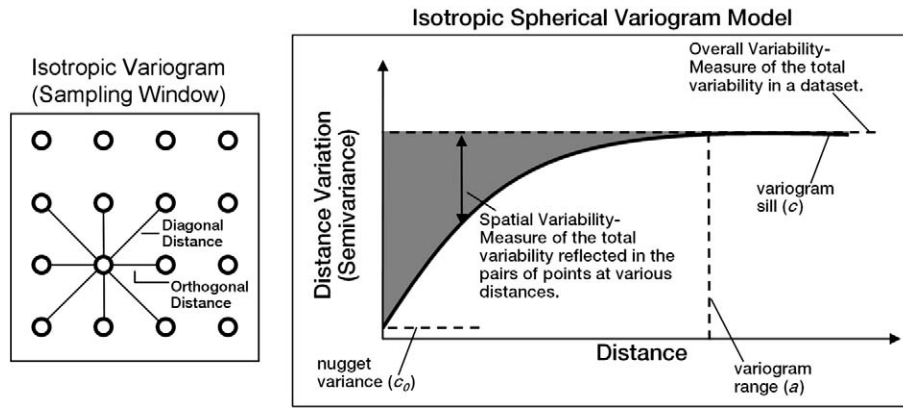 Isotropic Variogram
(Sampling Window)
Diagonal
Distance
Orthogonal
Distance
Isotropic Spherical Variogram Model
Overall Variability-
Measure of the total
variability in a dataset.
Distance Variation
(Semivariance)
variogram
sill (c)
Spatial Variability-
Measure of the total
variability reflected in the
pairs of points at various
distances.
nugget
variance (c₀)
Distance
variogram
range (a)